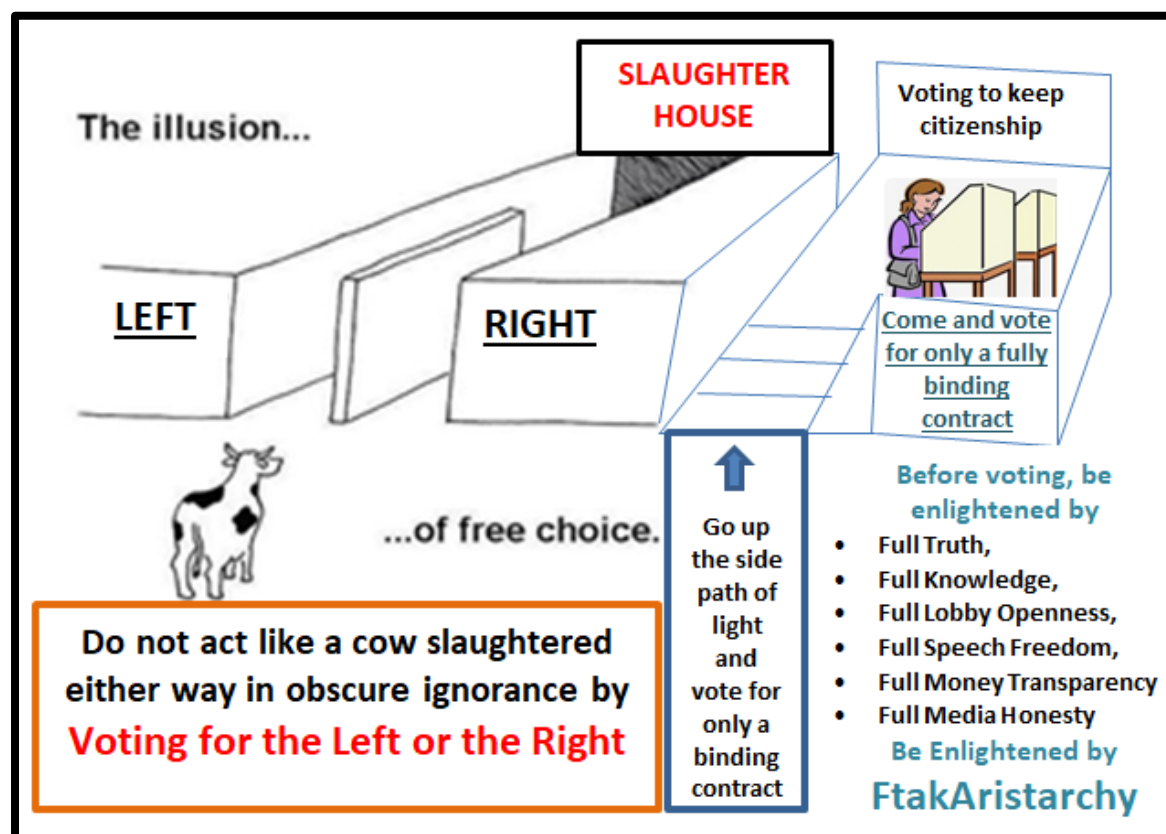 The illusion...
SLAUGHTER
HOUSE
Voting to keep
citizenship
LEFT
RIGHT
Come and vote
for only a fully
binding
contract
...of free choice.
Do not act like a cow slaughtered
either way in obscure ignorance by
Voting for the Left or the Right
Go up
the side
path of
light
and
vote for
only a
binding
contract
Before voting, be
enlightened by
• Full Truth,
• Full Knowledge,
• Full Lobby Openness,
• Full Speech Freedom,
• Full Money Transparency
• Full Media Honesty
Be Enlightened by
FtakAristarchy